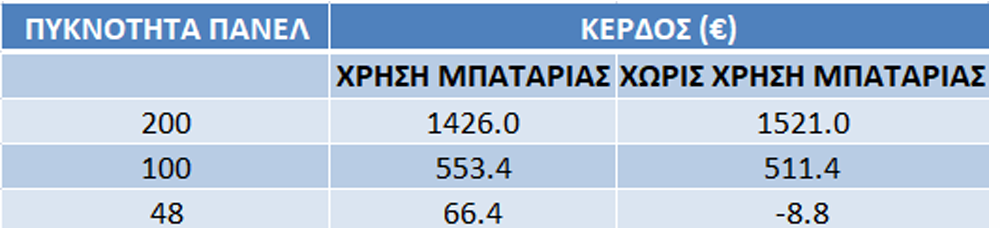 ΠΥΚΝΟΤΗΤΑ ΠΑΝΕΛ ΚΕΡΔΟΣ (€)
ΧΡΗΣΗ ΜΠΑΤΑΡΙΑΣ ΧΩΡΙΣ ΧΡΗΣΗ ΜΠΑΤΑΡΙΑΣ
200 1426.0 1521.0
100 553.4 511.4
48 66.4 -8.8